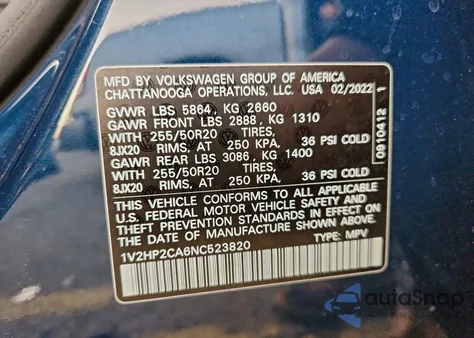 MFD BY VOLKSWAGEN GROUP OF AMERICA
CHATTANOOGA OPERATIONS, LLC. USA 02/2022
GVWR LBS 5864, KG 2660
GAWR FRONT LBS 2888, KG 1310
WITH 255/50R20 TIRES,
8JX20 RIMS, AT 250 KPA, 36 PSI COLD
GAWR REAR LBS 3086, KG 1400
WITH 255/50R20 TIRES,
8JX20 RIMS, AT 250 KPA, 36 PSI COLD
THIS VEHICLE CONFORMS TO ALL APPLICABLE
U.S. FEDERAL MOTOR VEHICLE SAFETY AND
THEFT PREVENTION STANDARDS IN EFFECT ON
THE DATE OF MANUFACTURE SHOWN ABOVE.
1V2HP2CA6NC523820 TYPE: MPV
0910412 1
autoSnap